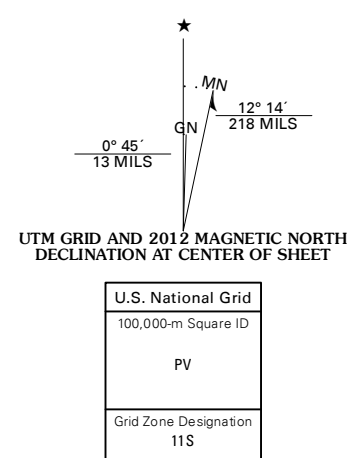 MN
12° 14´
218 MILS
GN
0° 45´
13 MILS
UTM GRID AND 2012 MAGNETIC NORTH
DECLINATION AT CENTER OF SHEET
U.S. National Grid
100,000-m Square ID
PV
Grid Zone Designation
11S